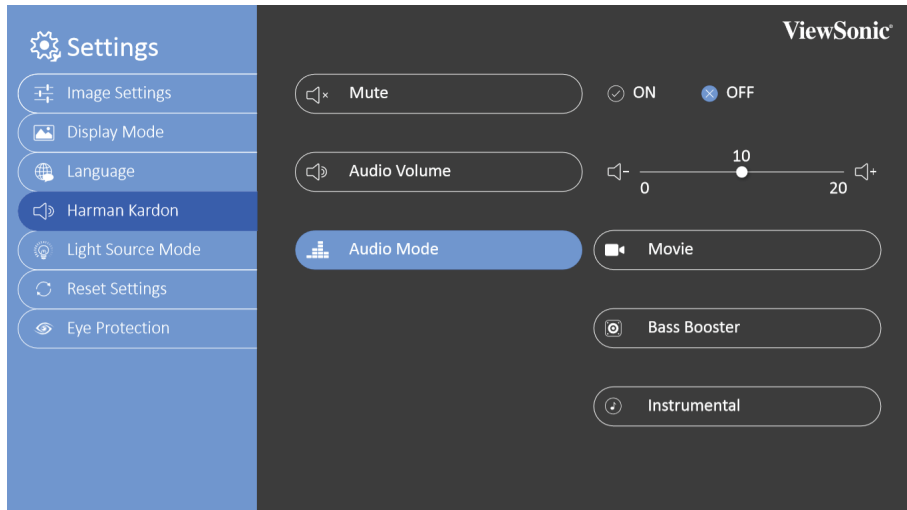 ViewSonic
Settings
Image Settings
Display Mode
Language
Harman Kardon
Light Source Mode
Reset Settings
Eye Protection
Mute
ON OFF
Audio Volume
10
0 20
Audio Mode
Movie
Bass Booster
Instrumental